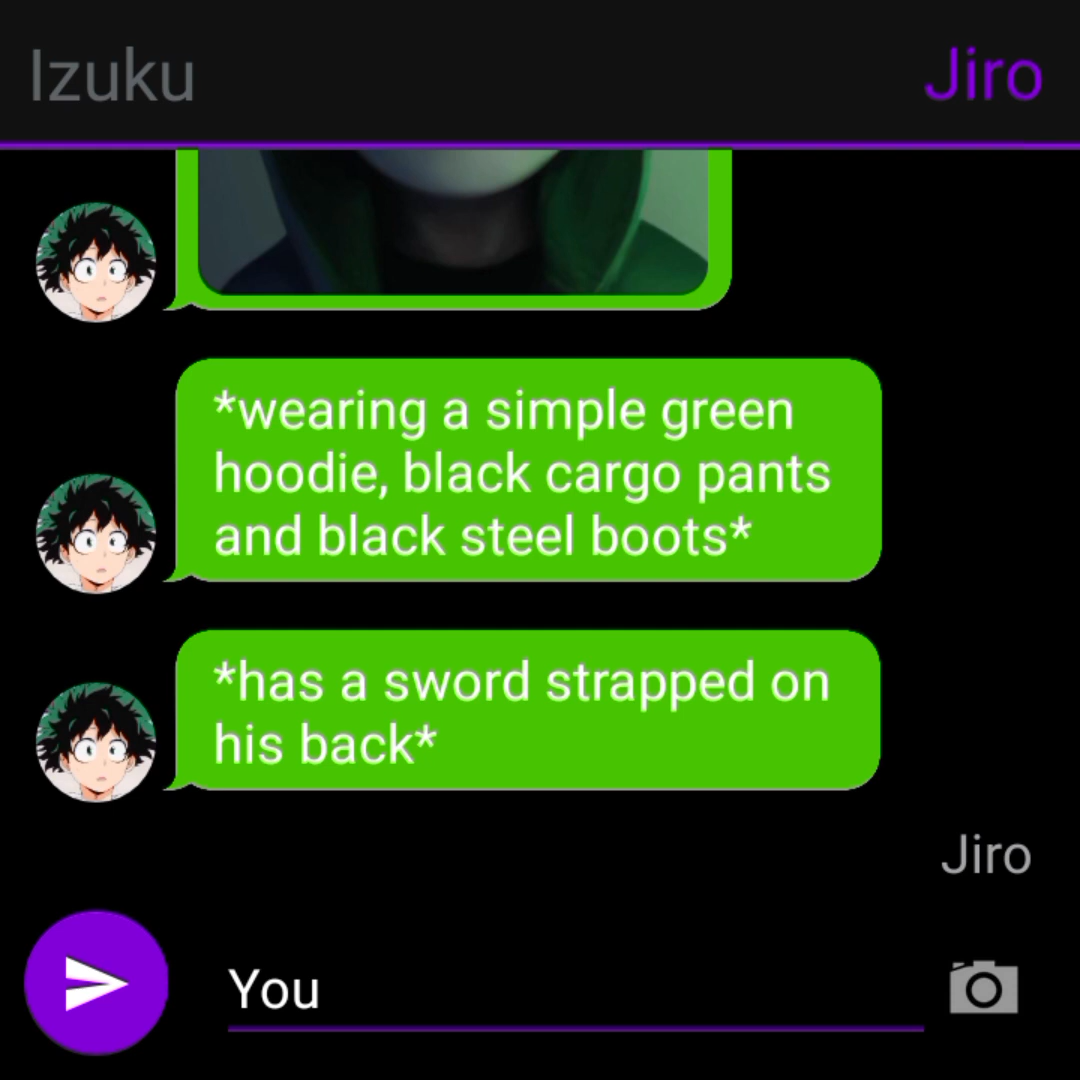 Izuku
Jiro
*wearing a simple green
hoodie, black cargo pants
and black steel boots*
*has a sword strapped on
his back*
Jiro
You